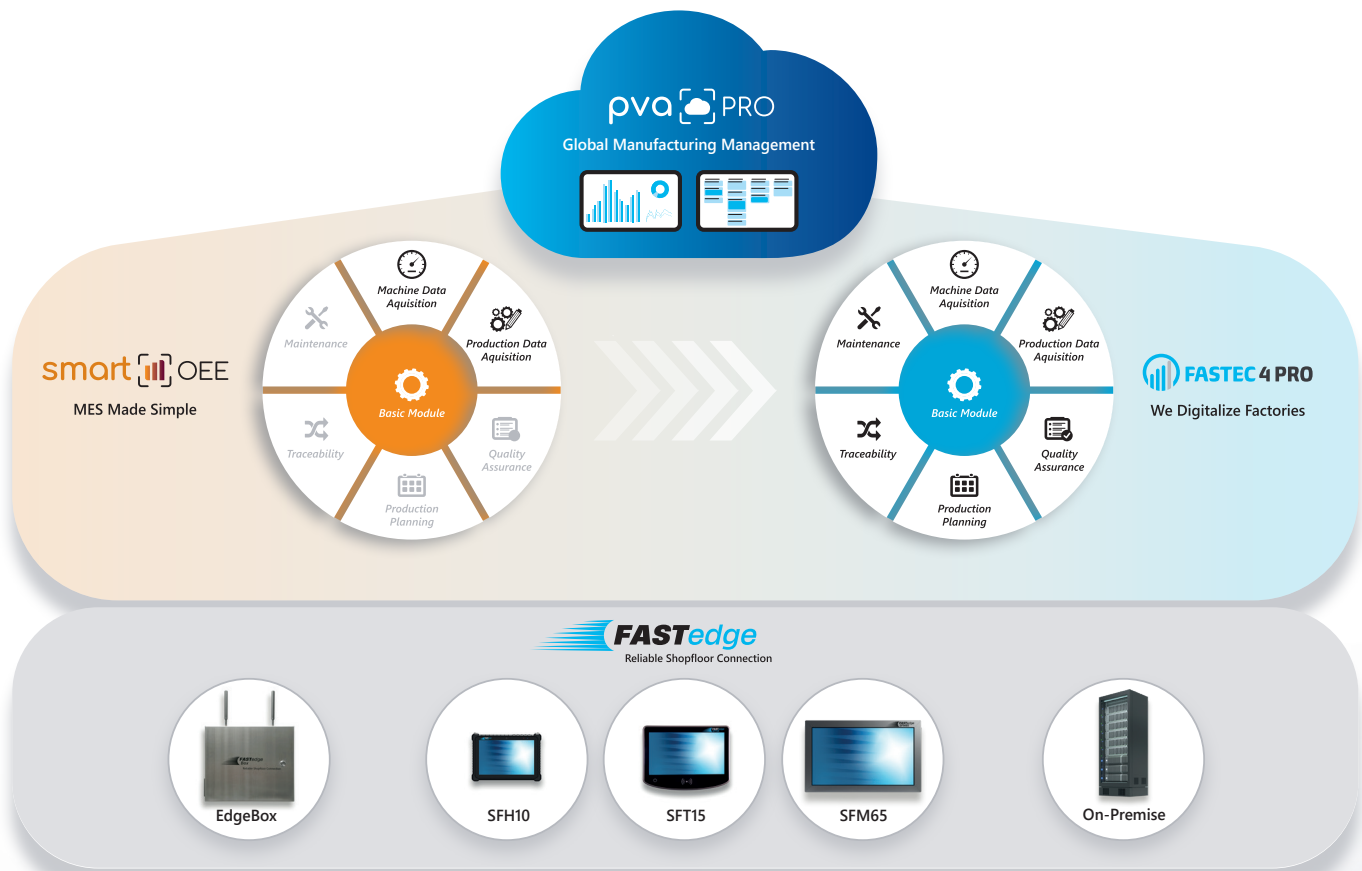 pva PRO
Global Manufacturing Management
smart OEE
MES Made Simple
Machine Data
Aquisition
Production Data
Aquisition
Maintenance
Basic Module
Traceability
Quality
Assurance
Production
Planning
Machine Data
Aquisition
Production Data
Aquisition
Maintenance
Basic Module
Traceability
Quality
Assurance
Production
Planning
FASTEC 4 PRO
We Digitalize Factories
FASTedge
Reliable Shopfloor Connection
FASTedge
EdgeBox
SFH10
SFT15
SFM65
On-Premise